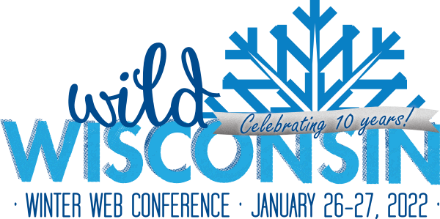 wild
Celebrating 10 years!
WISCONSIN
· WINTER WEB CONFERENCE · JANUARY 26-27, 2022 ·